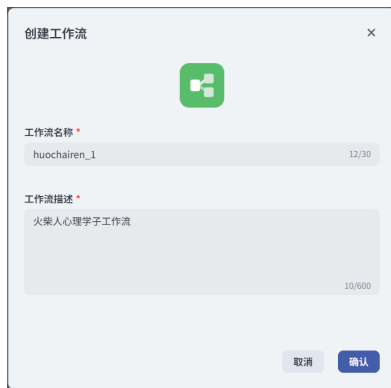 创建工作流
工作流名称 *
huochairen_1
12/30
工作流描述 *
火柴人心理学子工作流
10/600
取消
确认